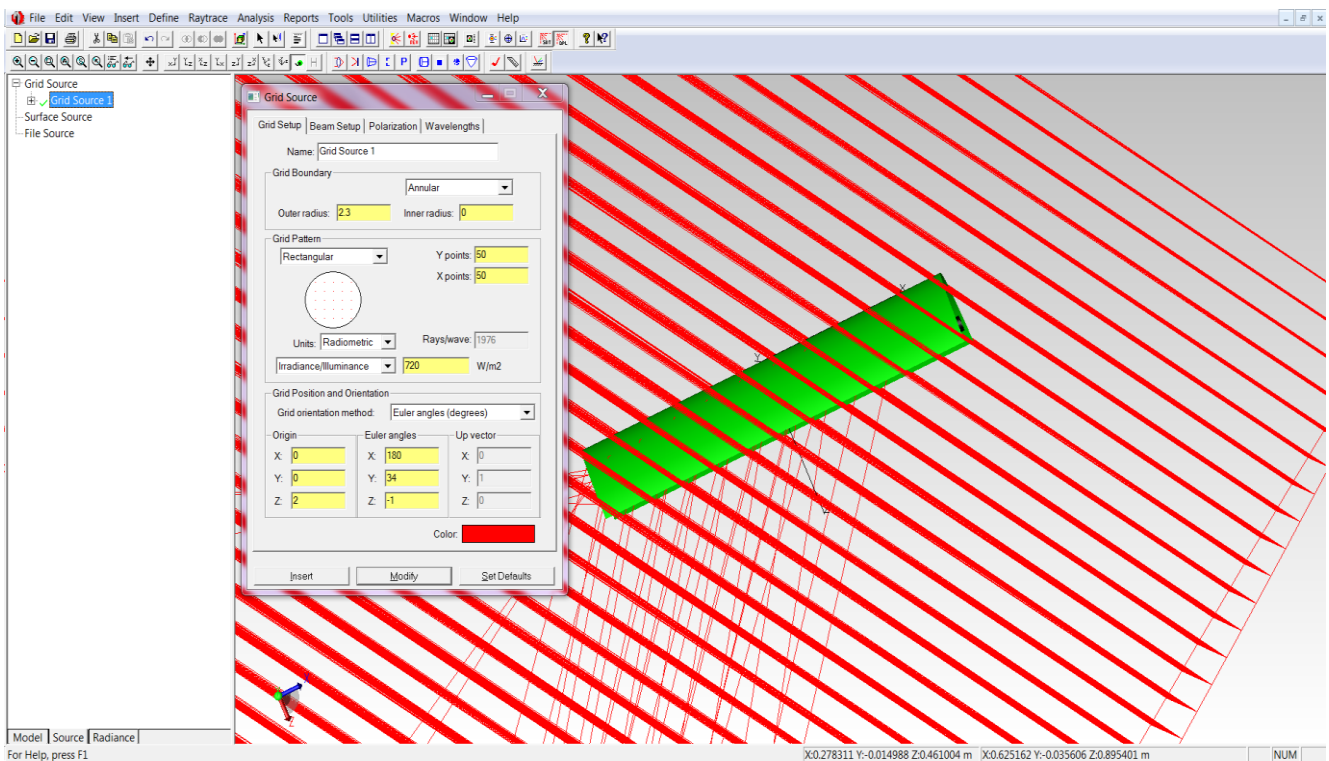 File Edit View Insert Define Raytrace Analysis Reports Tools Utilities Macros Window Help
Grid Source
Grid Source 1
Surface Source
File Source
Grid Source
Grid Setup Beam Setup Polarization Wavelengths
Name: Grid Source 1
Grid Boundary
Annular
Outer radius: 2.3 Inner radius: 0
Grid Pattern
Rectangular Y points: 50
X points: 50
Units: Radiometric Rays/wave: 1976
Irradiance/Illuminance 720 W/m2
Grid Position and Orientation
Grid orientation method: Euler angles (degrees)
Origin Euler angles Up vector
X: 0 X: 180 X: 0
Y: 0 Y: 34 Y: 1
Z: 2 Z: -1 Z: 0
Color:
Insert Modify Set Defaults
X
Y
Z
Model Source Radiance
For Help, press F1 X:0.278311 Y:-0.014988 Z:0.461004 m X:0.625162 Y:-0.035606 Z:0.895401 m NUM